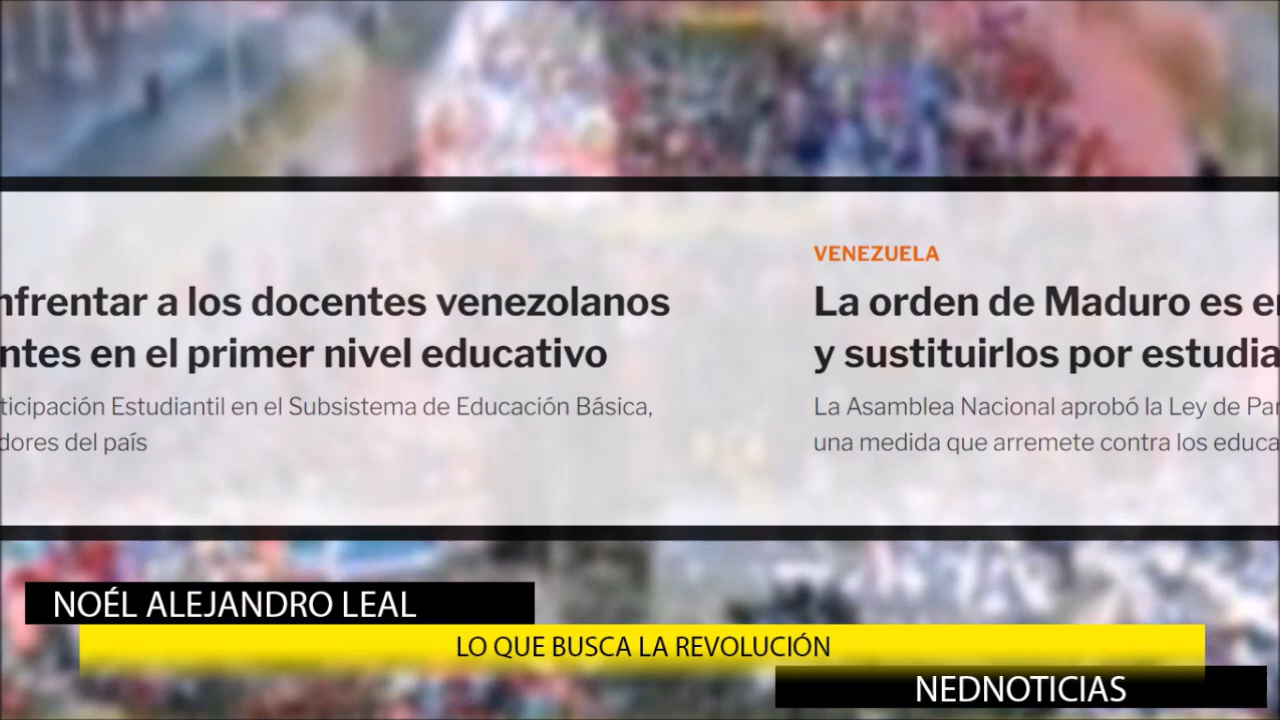 nfrentar a los docentes venezolanos
ntes en el primer nivel educativo
ticipación Estudiantil en el Subsistema de Educación Básica,
dores del país
VENEZUELA
La orden de Maduro es e
y sustituirlos por estudia
La Asamblea Nacional aprobó la Ley de Par
una medida que arremete contra los educa
NOÉL ALEJANDRO LEAL
LO QUE BUSCA LA REVOLUCIÓN
NEDNOTICIAS